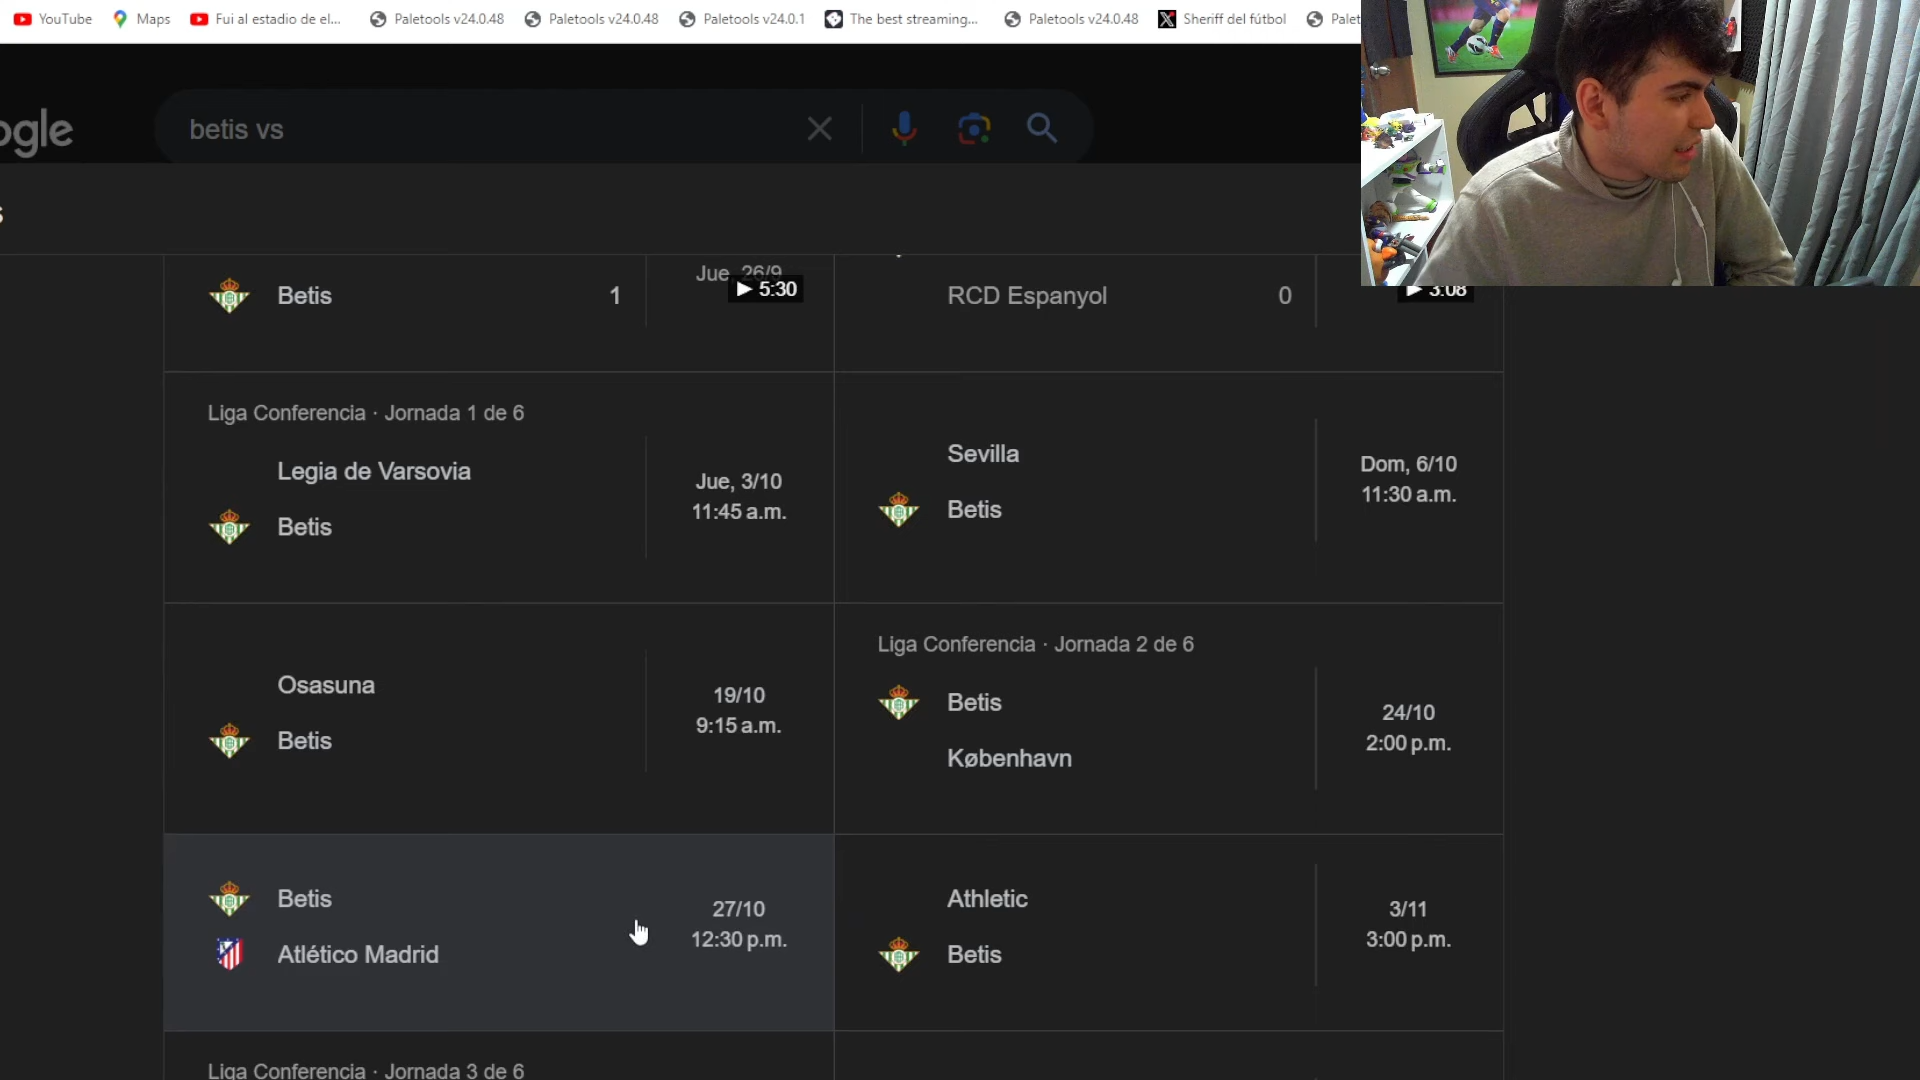 YouTube Maps Fui al estadio de el... Paletools v24.0.48 Paletools v24.0.48 Paletools v24.0.1 The best streaming... Paletools v24.0.48 Sheriff del fútbol Palet
ogle betis vs
s
Betis 1
Jue, 26/9
5:30
RCD Espanyol 0
3:08
Liga Conferencia · Jornada 1 de 6
Legia de Varsovia
Betis
Jue, 3/10
11:45 a.m.
Sevilla
Betis
Dom, 6/10
11:30 a.m.
Osasuna
Betis
19/10
9:15 a.m.
Liga Conferencia · Jornada 2 de 6
Betis
København
24/10
2:00 p.m.
Betis
Atlético Madrid
27/10
12:30 p.m.
Athletic
Betis
3/11
3:00 p.m.
Liga Conferencia · Jornada 3 de 6